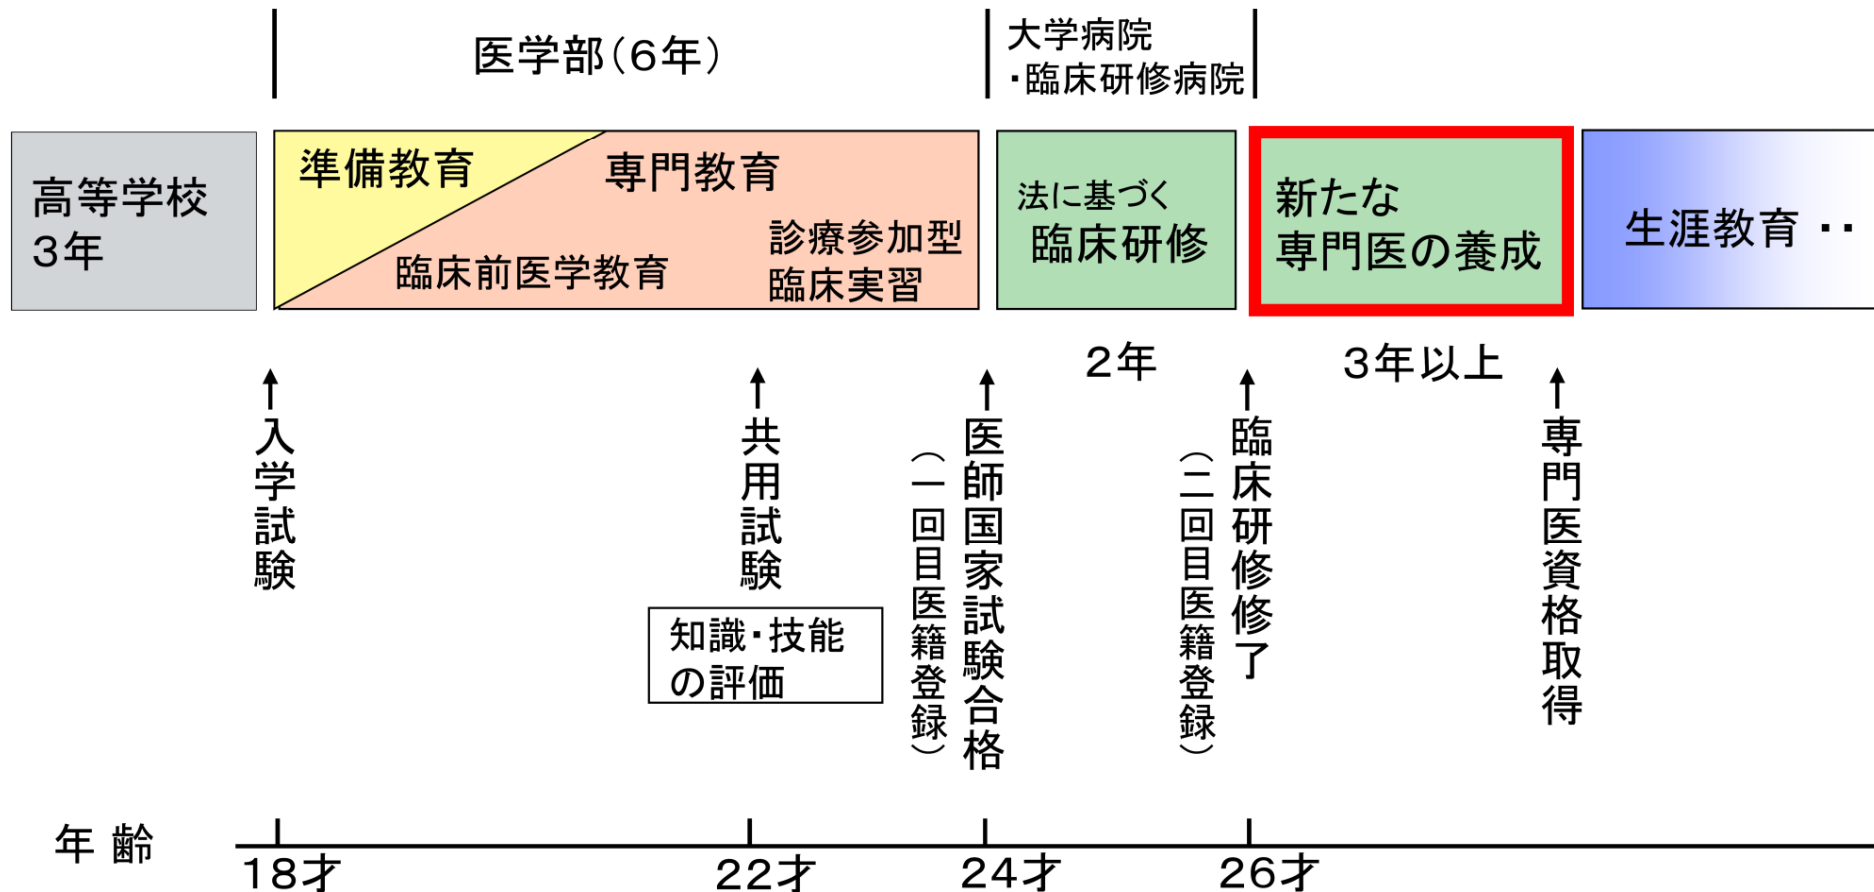 医学部(6年)
大学病院
・臨床研修病院
高等学校
3年
準備教育
専門教育
臨床前医学教育
診療参加型
臨床実習
法に基づく
臨床研修
新たな
専門医の養成
生涯教育 ・・
2年
3年以上
入学試験
共用試験
知識・技能
の評価
医師国家試験合格
(一回目医籍登録)
臨床研修修了
(二回目医籍登録)
専門医資格取得
年 齢
18才
22才
24才
26才